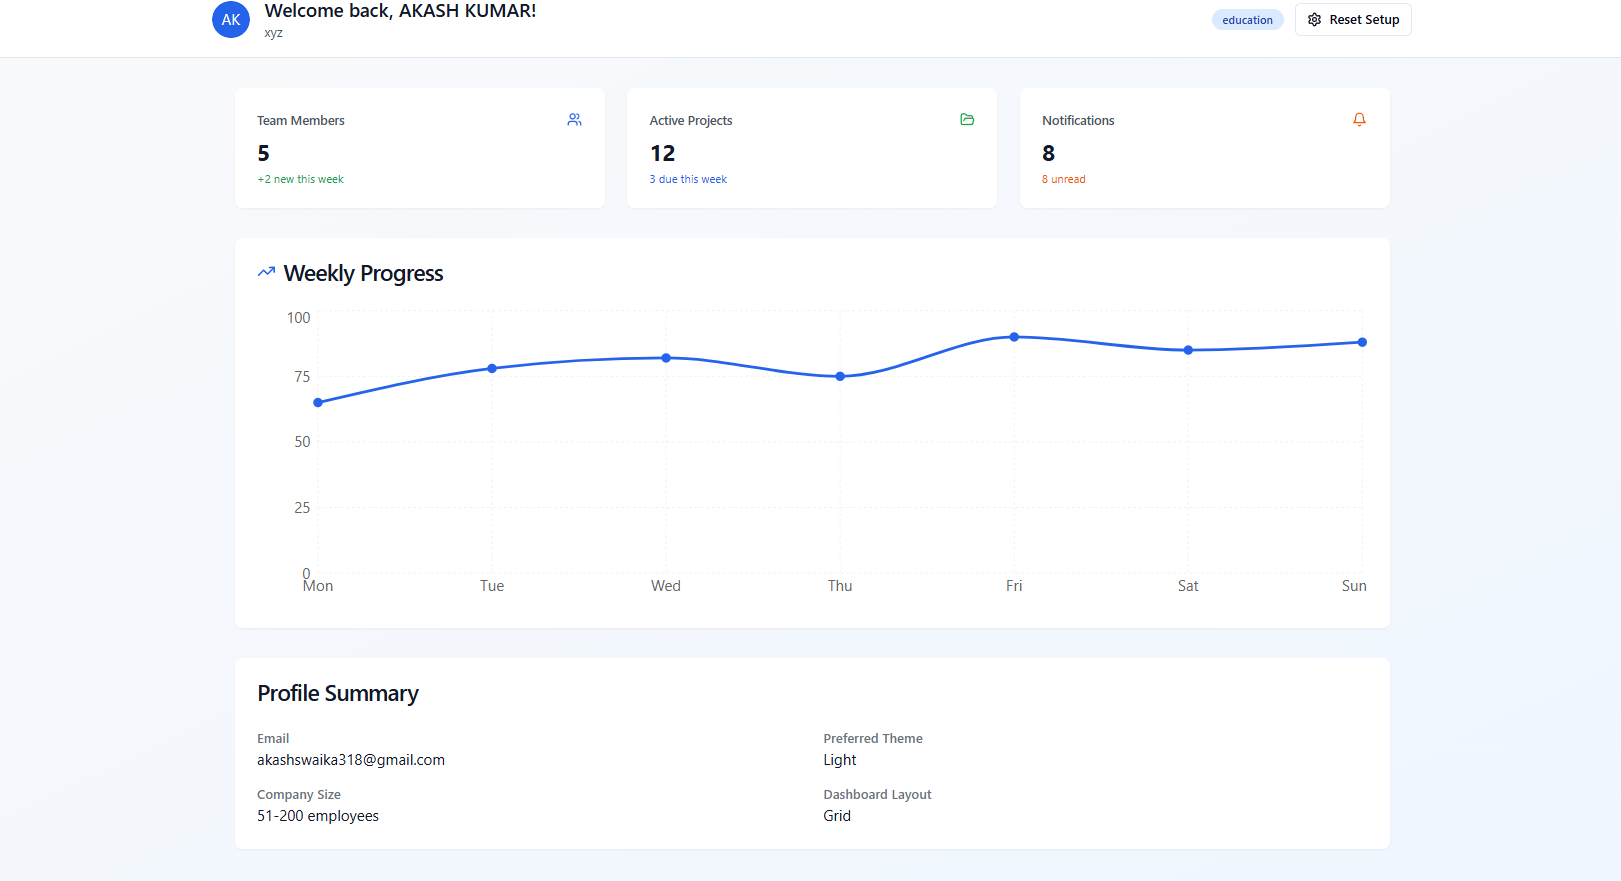 AK
Welcome back, AKASH KUMAR!
xyz
education
Reset Setup
Team Members
5
+2 new this week
Active Projects
12
3 due this week
Notifications
8
8 unread
Weekly Progress
100
75
50
25
0
Mon Tue Wed Thu Fri Sat Sun
Profile Summary
Email
akashswaika318@gmail.com
Preferred Theme
Light
Company Size
51-200 employees
Dashboard Layout
Grid